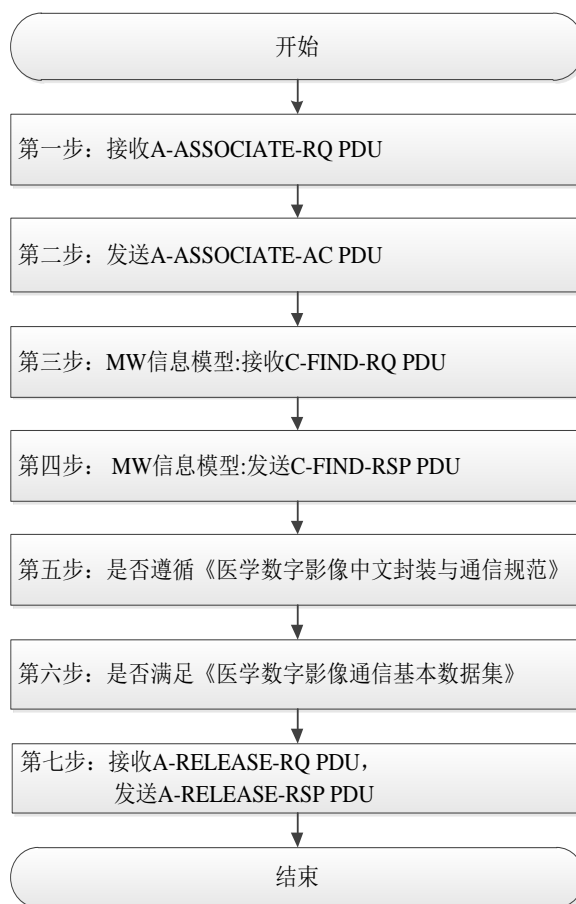 开始
第一步：接收A-ASSOCIATE-RQ PDU
第二步：发送A-ASSOCIATE-AC PDU
第三步：MW信息模型:接收C-FIND-RQ PDU
第四步： MW信息模型:发送C-FIND-RSP PDU
第五步：是否遵循《医学数字影像中文封装与通信规范》
第六步：是否满足《医学数字影像通信基本数据集》
第七步：接收A-RELEASE-RQ PDU，
发送A-RELEASE-RSP PDU
结束